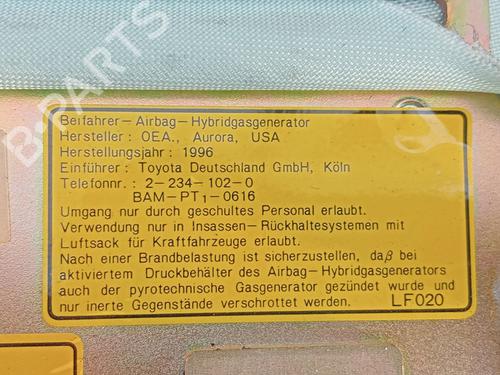 B-PARTS
Beifahrer-Airbag-Hybridgasgenerator
Hersteller: OEA., Aurora, USA
Herstellungsjahr: 1996
Einführer: Toyota Deutschland GmbH, Köln
Telefonnr.: 2-234-102-0
BAM-PT₁-0616
Umgang nur durch geschultes Personal erlaubt.
Verwendung nur in Insassen-Rückhaltesystemen mit
Luftsack für Kraftfahrzeuge erlaubt.
Nach einer Brandbelastung ist sicherzustellen, daβ bei
aktiviertem Druckbehälter des Airbag-Hybridgasgenerators
auch der pyrotechnische Gasgenerator gezündet wurde und
nur inerte Gegenstände verschrottet werden. LF020